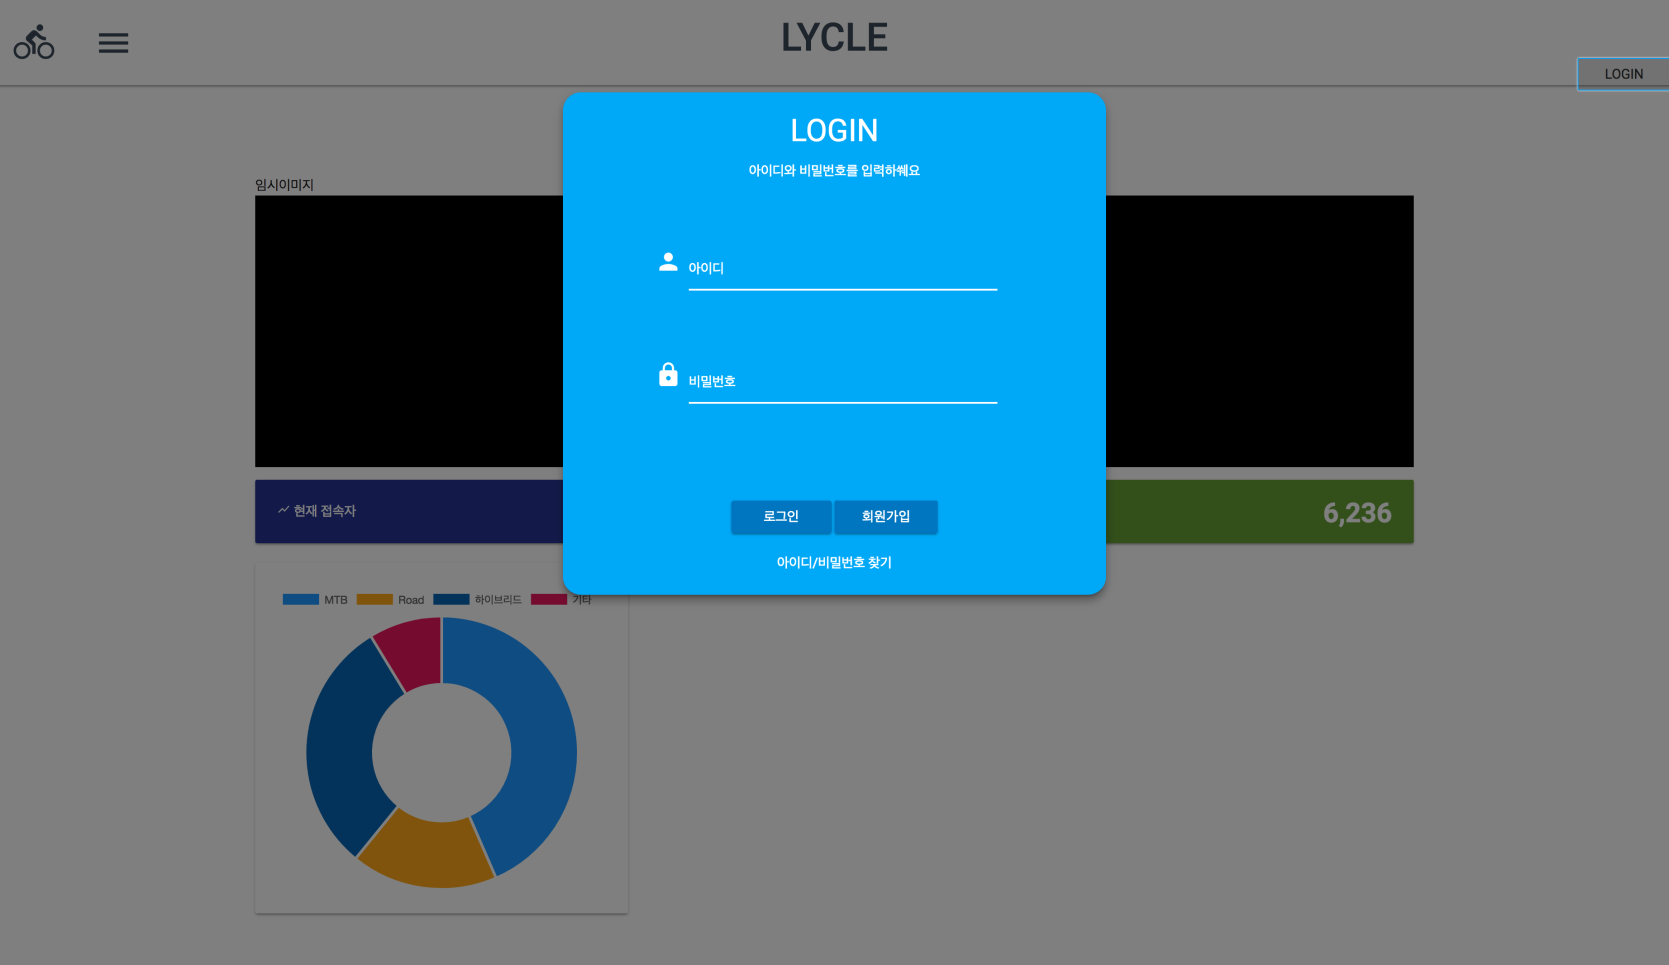 LYCLE
LOGIN
LOGIN
아이디와 비밀번호를 입력하쒜요
임시이미지
아이디
비밀번호
로그인 회원가입
아이디/비밀번호 찾기
현재 접속자
6,236
MTB Road 하이브리드 기타